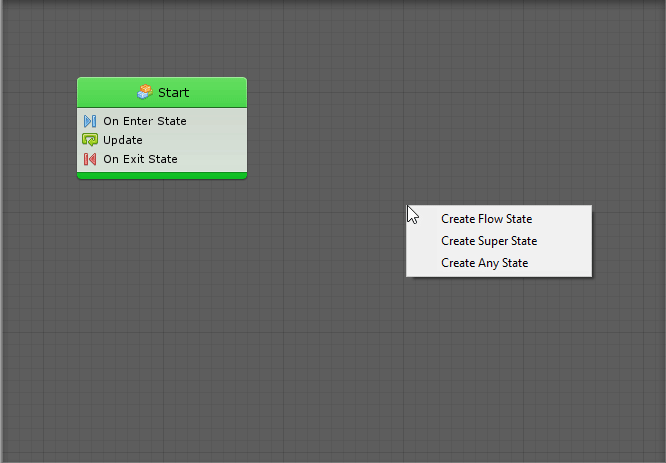 Start
On Enter State
Update
On Exit State
Create Flow State
Create Super State
Create Any State